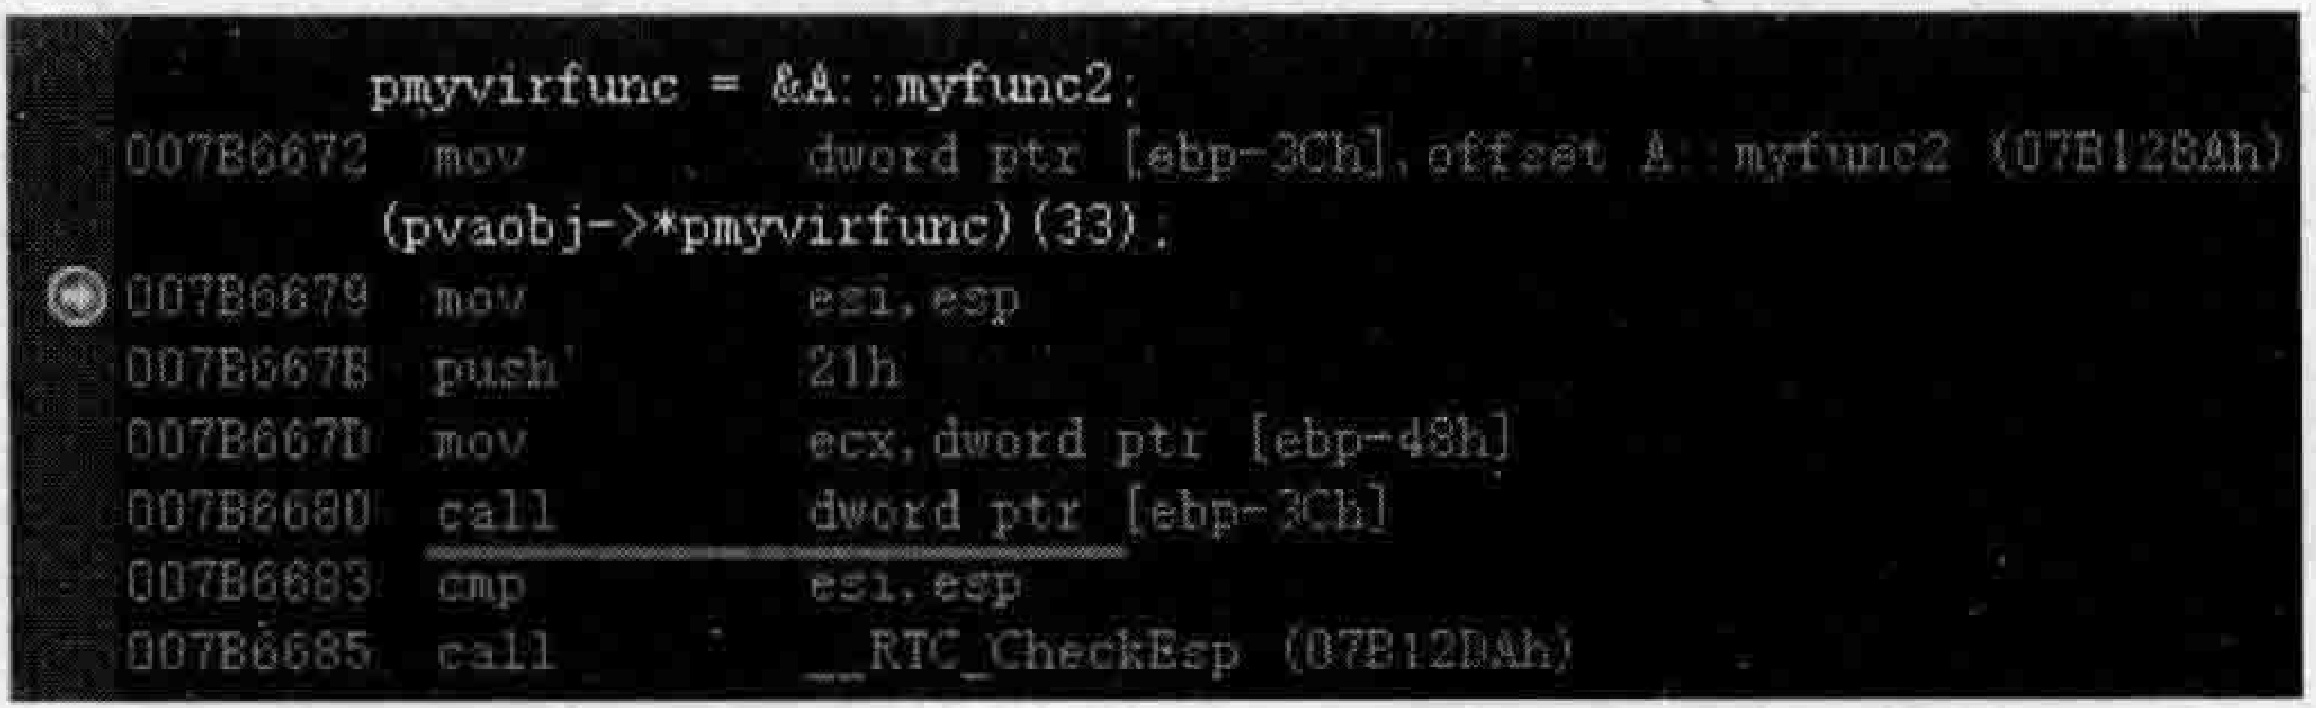 pmyvirfunc = &A::myfunc2;
007B6672 mov dword ptr [ebp-3Ch],offset A::myfunc2 (07B128Ah)
(pvaobj->*pmyvirfunc)(33);
007B6679 mov esi,esp
007B667B push 21h
007B667D mov ecx,dword ptr [ebp-48h]
007B6680 call dword ptr [ebp-3Ch]
007B6683 cmp esi,esp
007B6685 call __RTC_CheckEsp (07B12DAh)